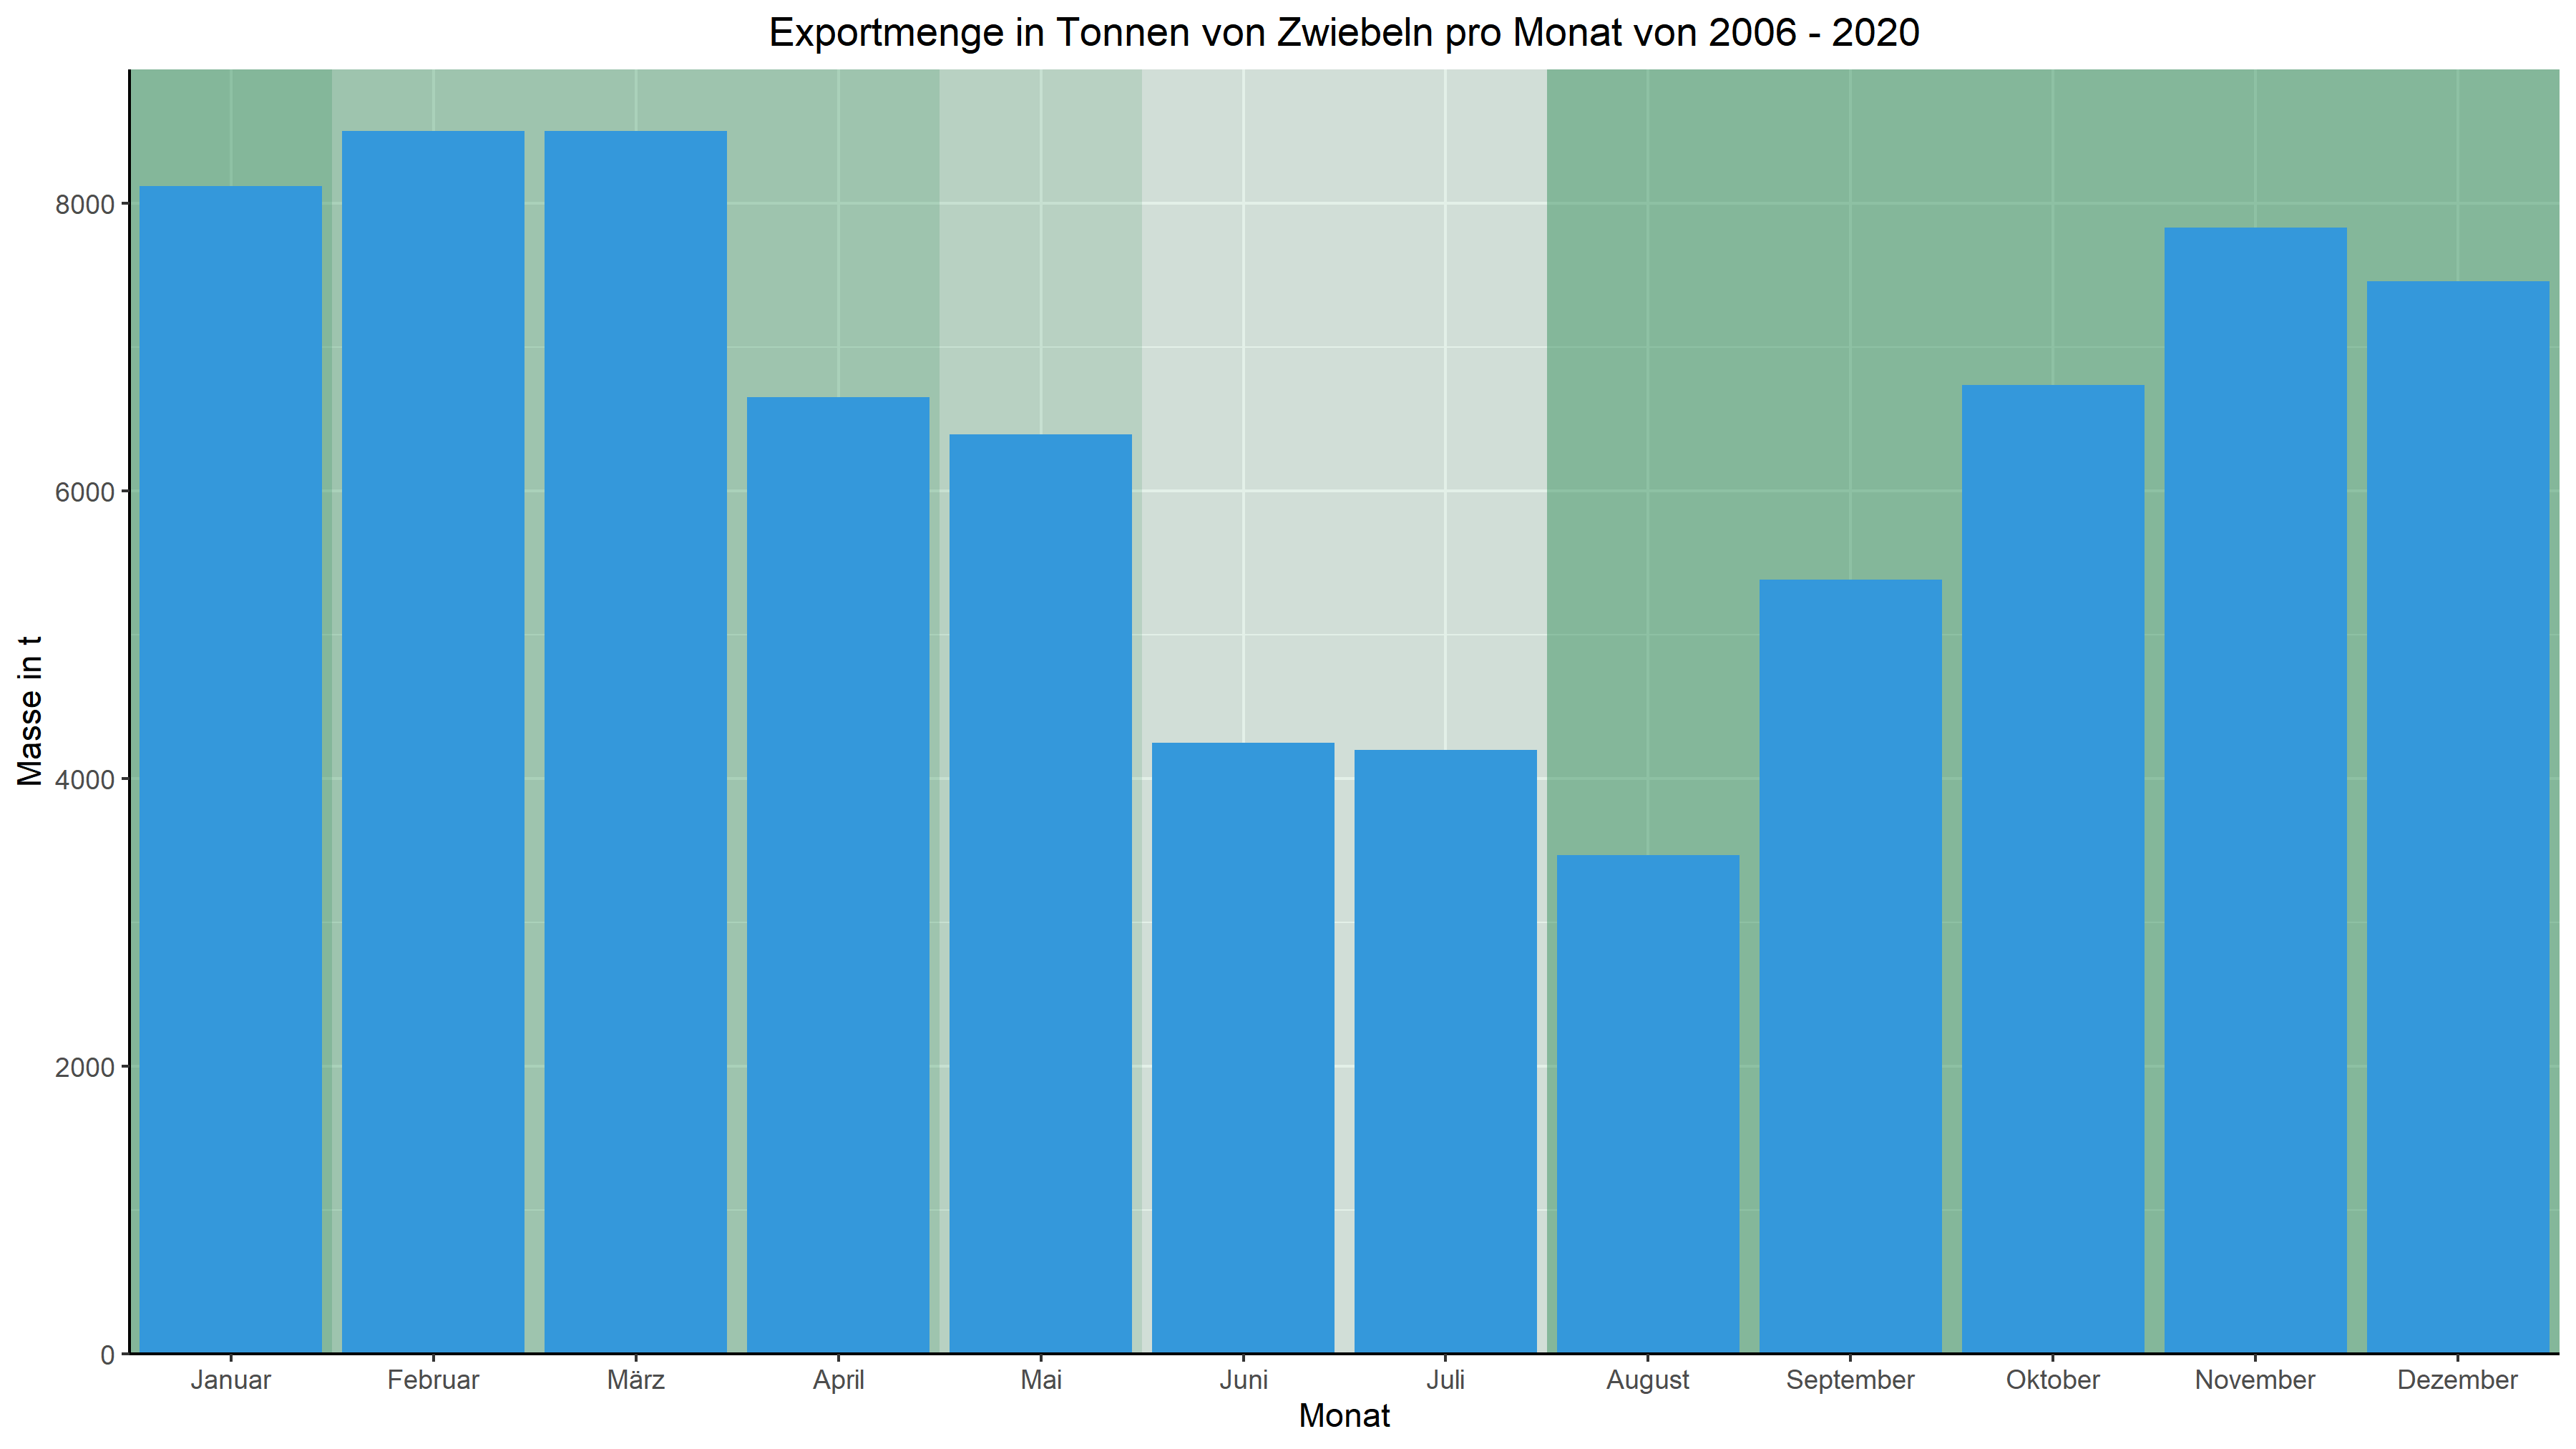 Exportmenge in Tonnen von Zwiebeln pro Monat von 2006 - 2020
Masse in t
8000
6000
4000
2000
0
Januar Februar März April Mai Juni Juli August September Oktober November Dezember
Monat